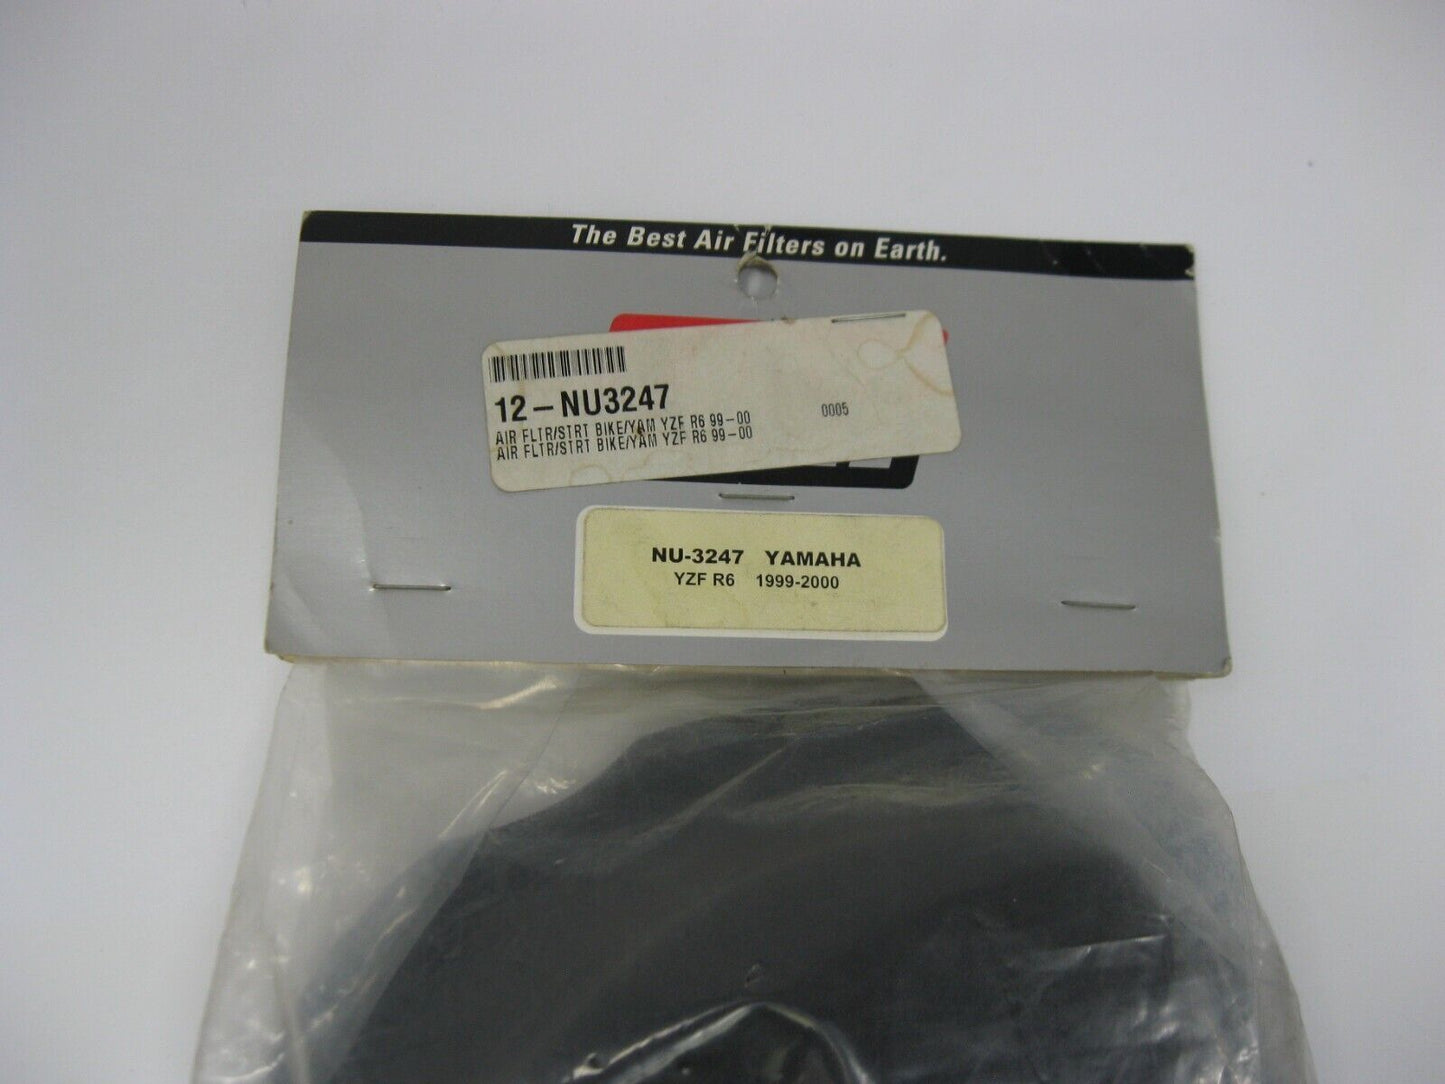 The Best Air Filters on Earth.
12-NU3247
AIR FLTR/STRT BIKE/YAM YZF R6 99-00 0005
AIR FLTR/STRT BIKE/YAM YZF R6 99-00
NU-3247 YAMAHA
YZF R6 1999-2000